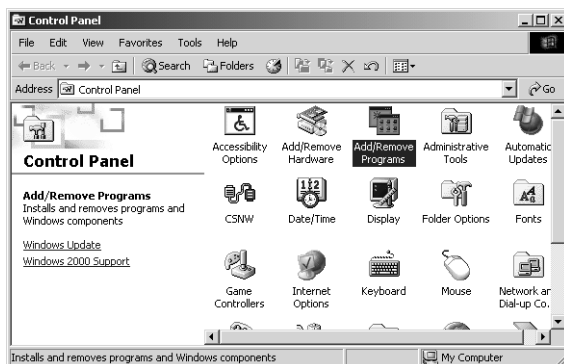 Control Panel
File Edit View Favorites Tools Help
Back Search Folders
Address Control Panel Go
Control Panel
Add/Remove Programs
Installs and removes programs and
Windows components
Windows Update
Windows 2000 Support
Accessibility
Options
Add/Remove
Hardware
Add/Remove
Programs
Administrative
Tools
Automatic
Updates
CSNW
Date/Time
Display
Folder Options
Fonts
Game
Controllers
Internet
Options
Keyboard
Mouse
Network an
Dial-up Co.
Installs and removes programs and Windows components My Computer